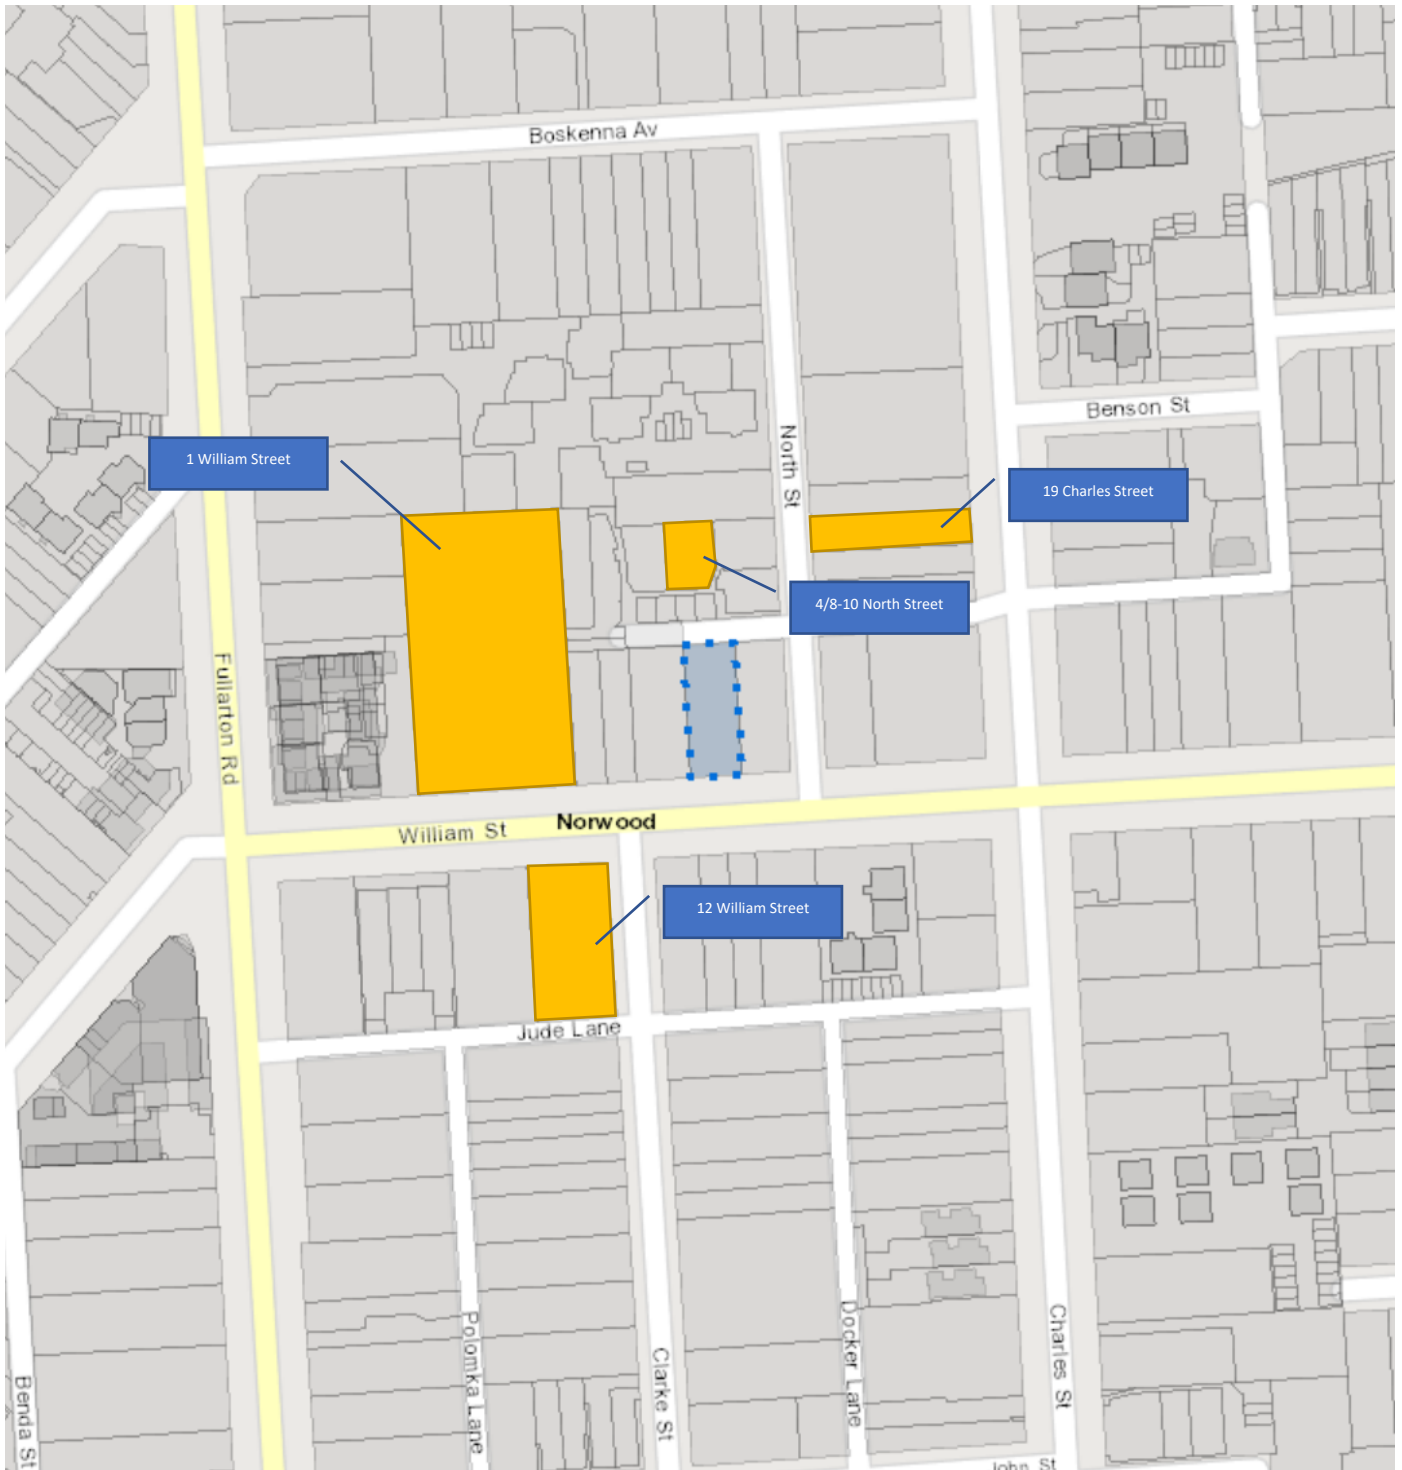 Boskenna Av
Benson St
North St
1 William Street
19 Charles Street
4/8-10 North Street
Fullarton Rd
William St
Norwood
12 William Street
Jude Lane
Polomka Lane
Clarke St
Docker Lane
Charles St
Benda St
John St